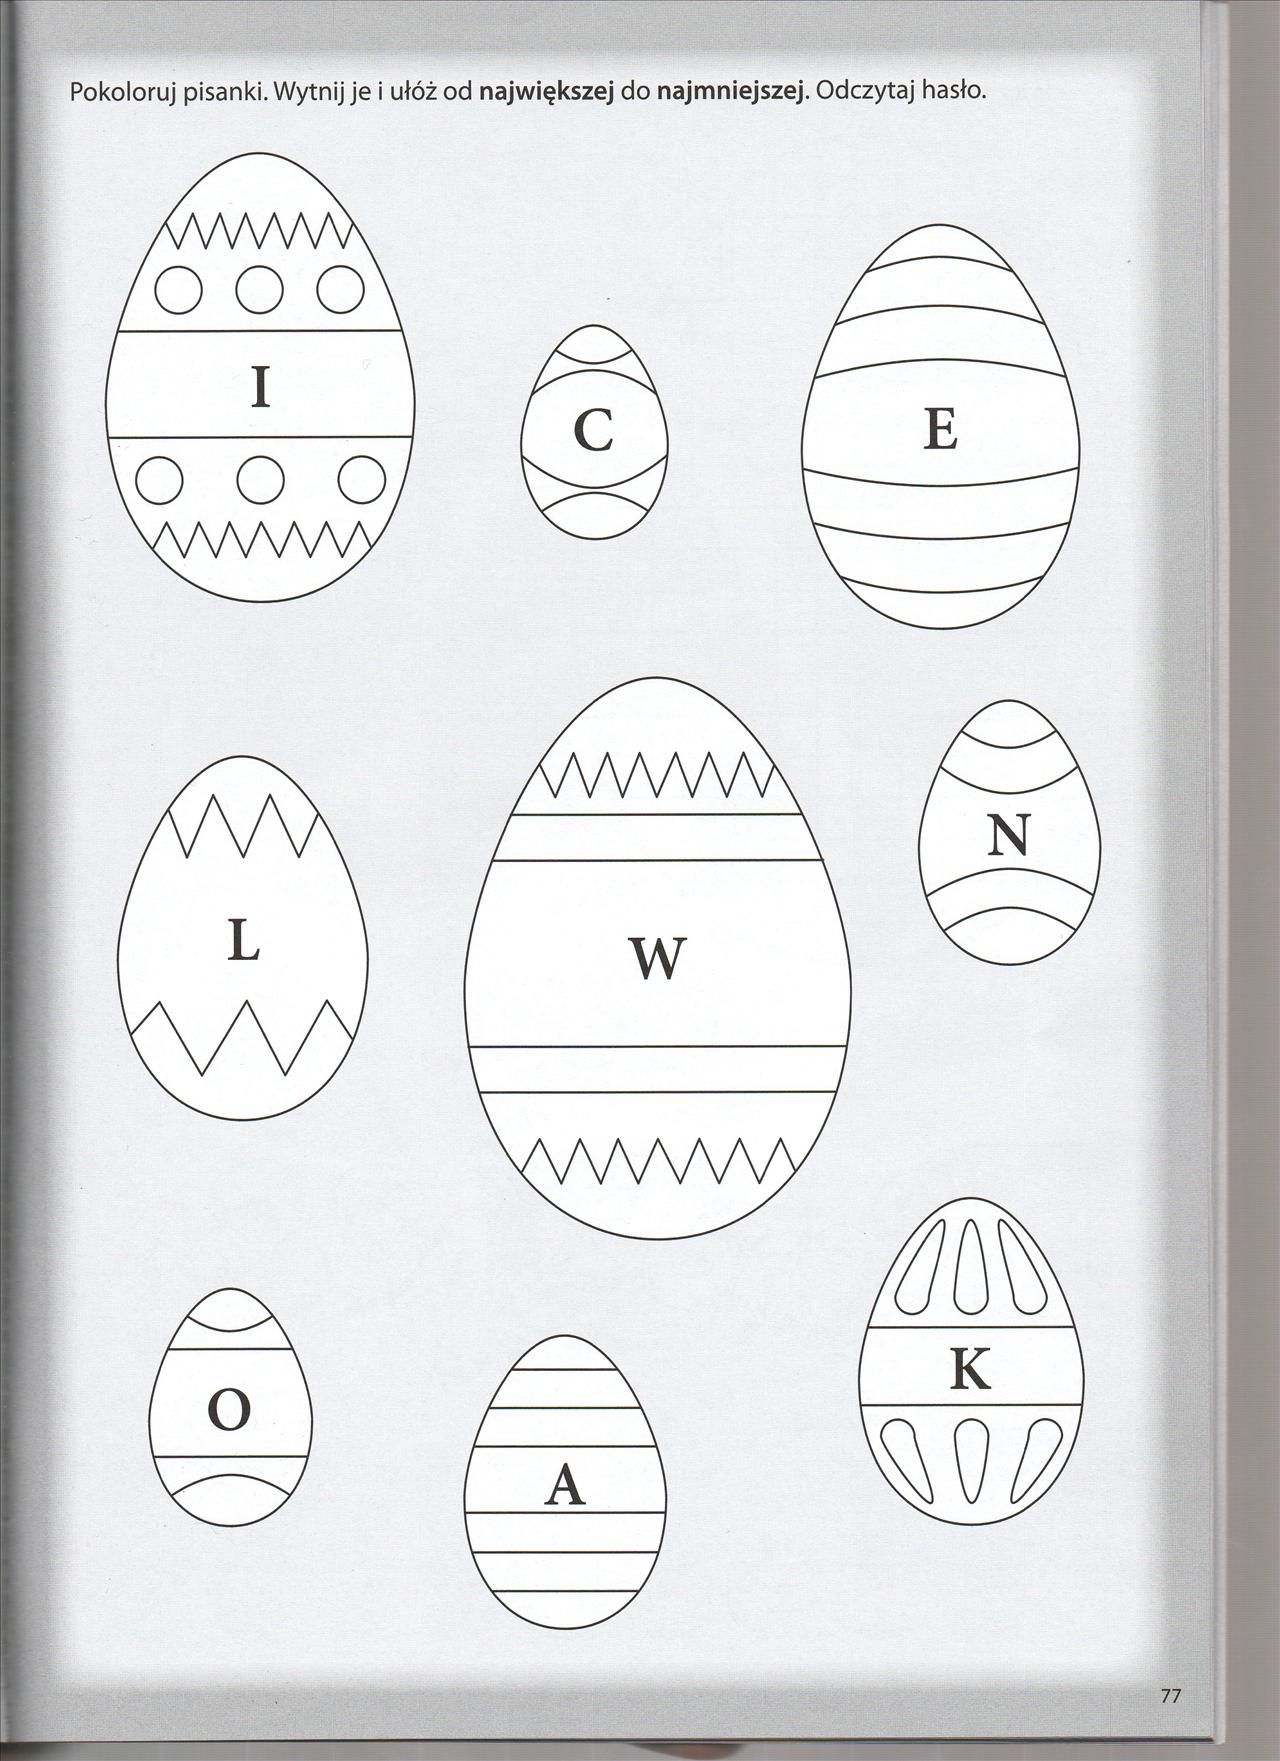 Pokoloruj pisanki. Wytnij je i ułóż od największej do najmniejszej. Odczytaj hasło.
I
C
E
L
W
N
O
A
K
77